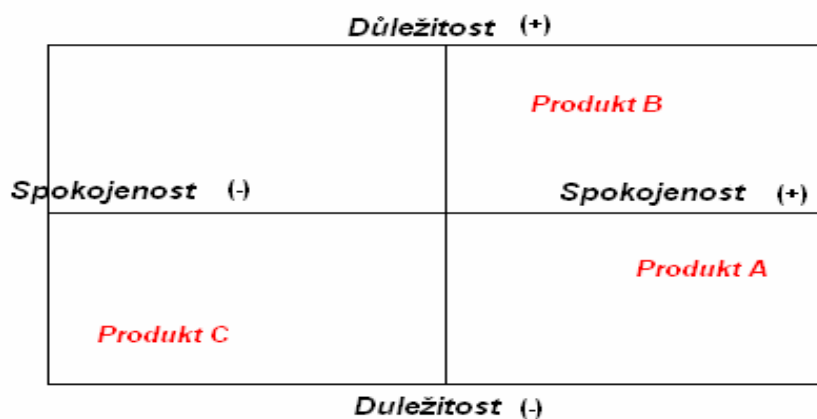 Důležitost (+)
Produkt B
Spokojenost (-) Spokojenost (+)
Produkt A
Produkt C
Duležitost (-)